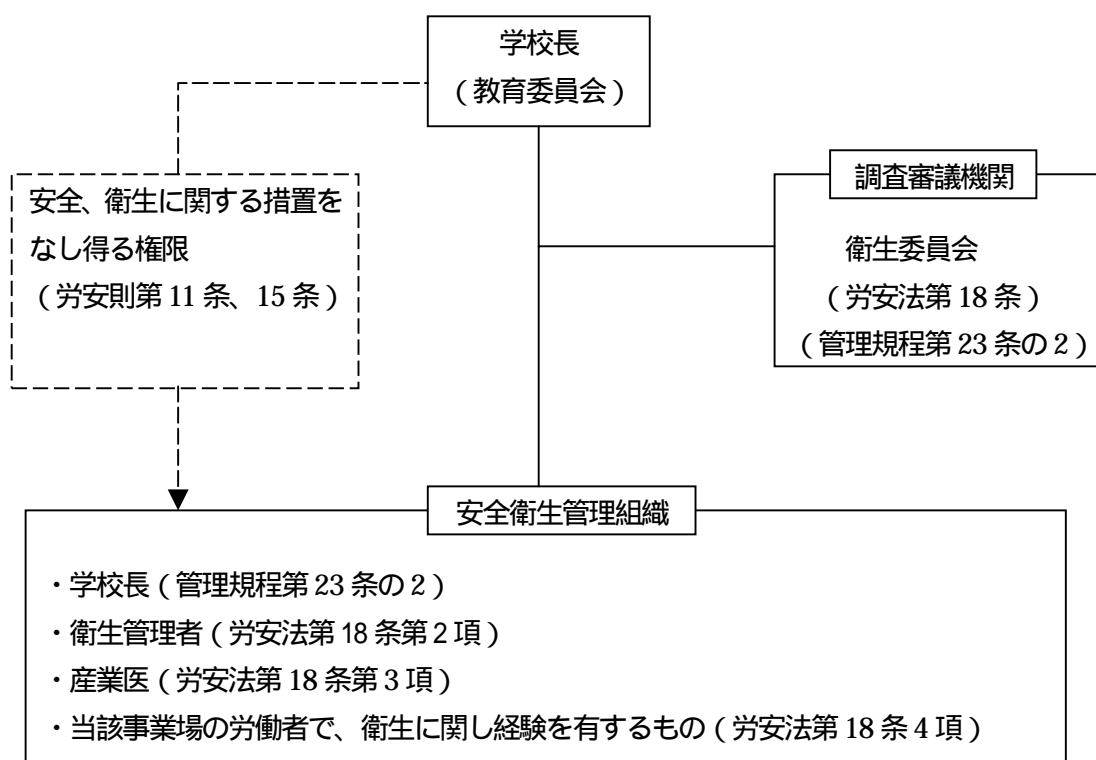 学校長
（教育委員会）
安全、衛生に関する措置を
なし得る権限
（労安則第 11 条、15 条）
調査審議機関
衛生委員会
（労安法第 18 条）
（管理規程第 23 条の 2）
安全衛生管理組織
・学校長（管理規程第 23 条の 2）
・衛生管理者（労安法第 18 条第 2 項）
・産業医（労安法第 18 条第 3 項）
・当該事業場の労働者で、衛生に関し経験を有するもの（労安法第 18 条 4 項）